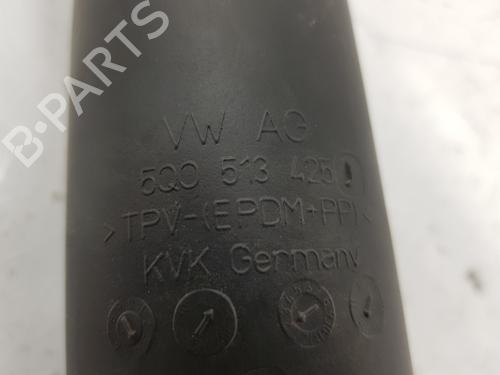 B-PARTS
VW AG
5Q0 513 425
>TPV-(EPDM+PP)<
KVK Germany